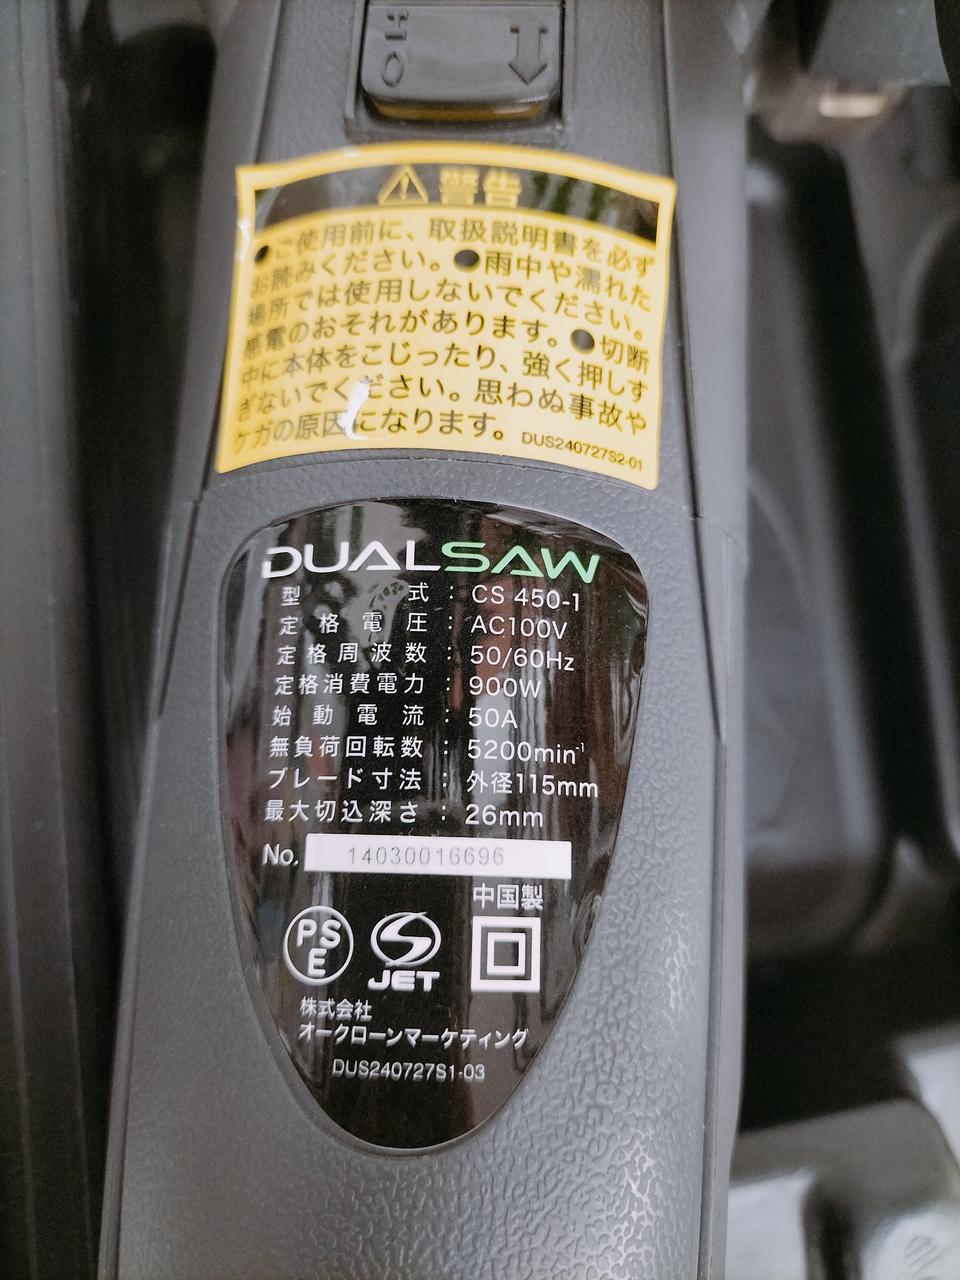 警告
●ご使用前に、取扱説明書を必ず
お読みください。●雨中や濡れた
場所では使用しないでください。
感電のおそれがあります。●切断
中に本体をこじったり、強く押しす
ぎないでください。思わぬ事故や
ケガの原因になります。 DUS240727S2-01
DUALSAW
型式：CS 450-1
定格電圧：AC100V
定格周波数：50/60Hz
定格消費電力：900W
始動電流：50A
無負荷回転数：5200min⁻¹
ブレード寸法：外径115mm
最大切込深さ：26mm
No. 14030016696
中国製
PS
E
JET
株式会社
オークローンマーケティング
DUS240727S1-03